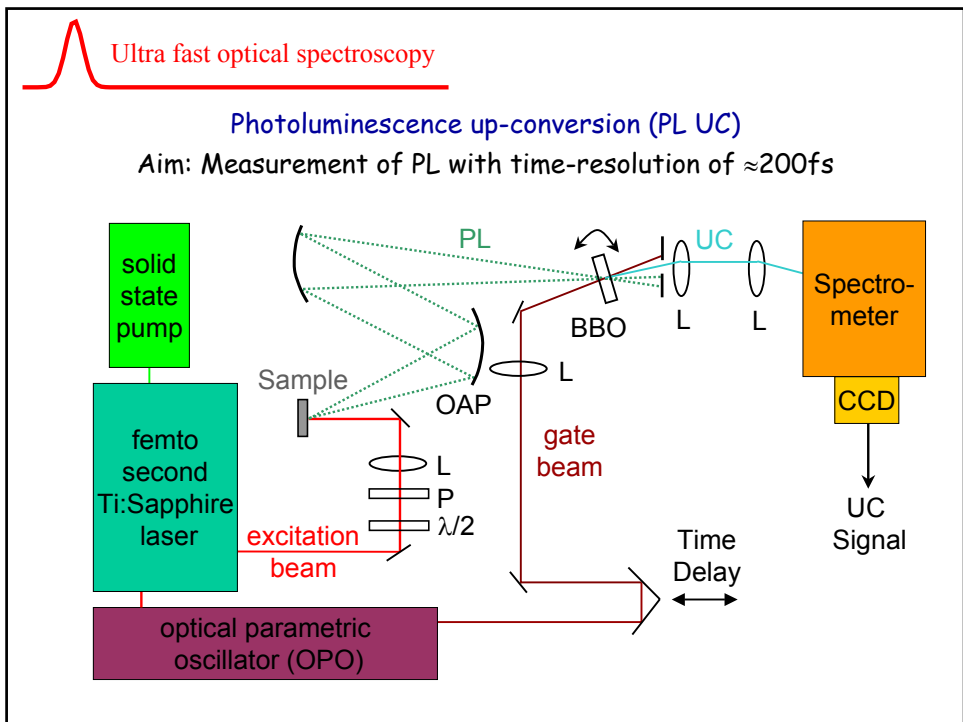 Ultra fast optical spectroscopy
Photoluminescence up-conversion (PL UC)
Aim: Measurement of PL with time-resolution of ≈200fs
solid
state
pump
PL
UC
BBO
L
L
Spectro-
meter
Sample
OAP
L
CCD
femto
second
Ti:Sapphire
laser
L
P
λ/2
gate
beam
UC
Signal
excitation
beam
Time
Delay
optical parametric
oscillator (OPO)